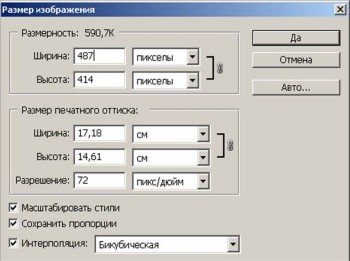 Размер изображения
Размерность: 590,7К
Ширина: 487 пикселы
Высота: 414 пикселы
Да
Отмена
Авто...
Размер печатного оттиска:
Ширина: 17,18 см
Высота: 14,61 см
Разрешение: 72 пикс/дюйм
Масштабировать стили
Сохранить пропорции
Интерполяция: Бикубическая